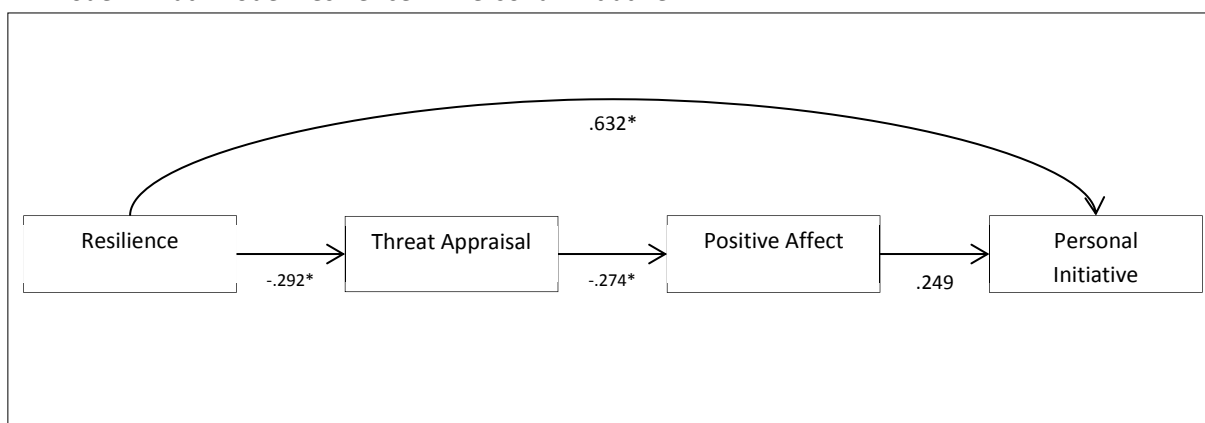 .632*
Resilience
Threat Appraisal
Positive Affect
Personal
Initiative
-.292*
-.274*
.249